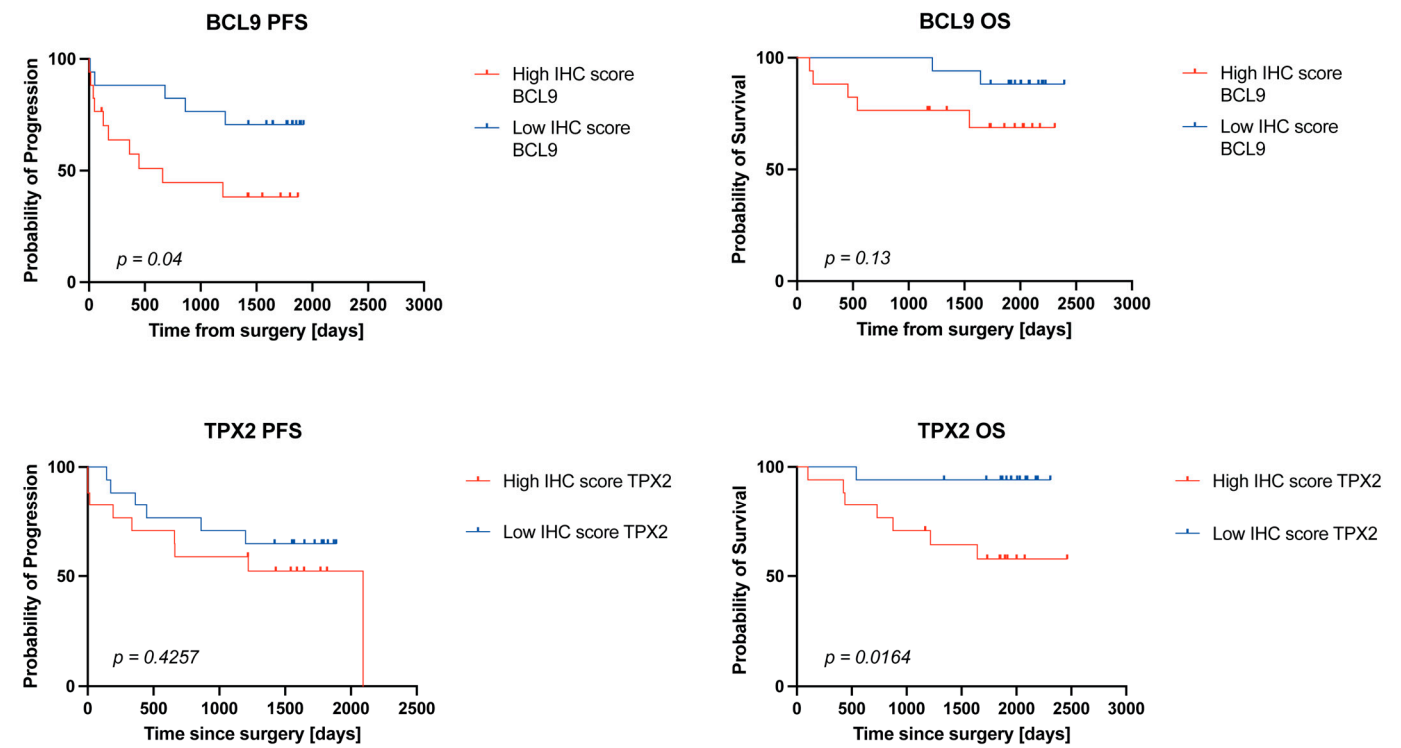 BCL9 PFS
Probability of Progression
100
50
0
0 500 1000 1500 2000 2500 3000
Time from surgery [days]
p = 0.04
High IHC score
BCL9
Low IHC score
BCL9
BCL9 OS
Probability of Survival
100
50
0
0 500 1000 1500 2000 2500 3000
Time from surgery [days]
p = 0.13
High IHC score
BCL9
Low IHC score
BCL9
TPX2 PFS
Probability of Progression
100
50
0
0 500 1000 1500 2000 2500
Time since surgery [days]
p = 0.4257
High IHC score TPX2
Low IHC score TPX2
TPX2 OS
Probability of Survival
100
50
0
0 500 1000 1500 2000 2500 3000
Time since surgery [days]
p = 0.0164
High IHC score TPX2
Low IHC score TPX2